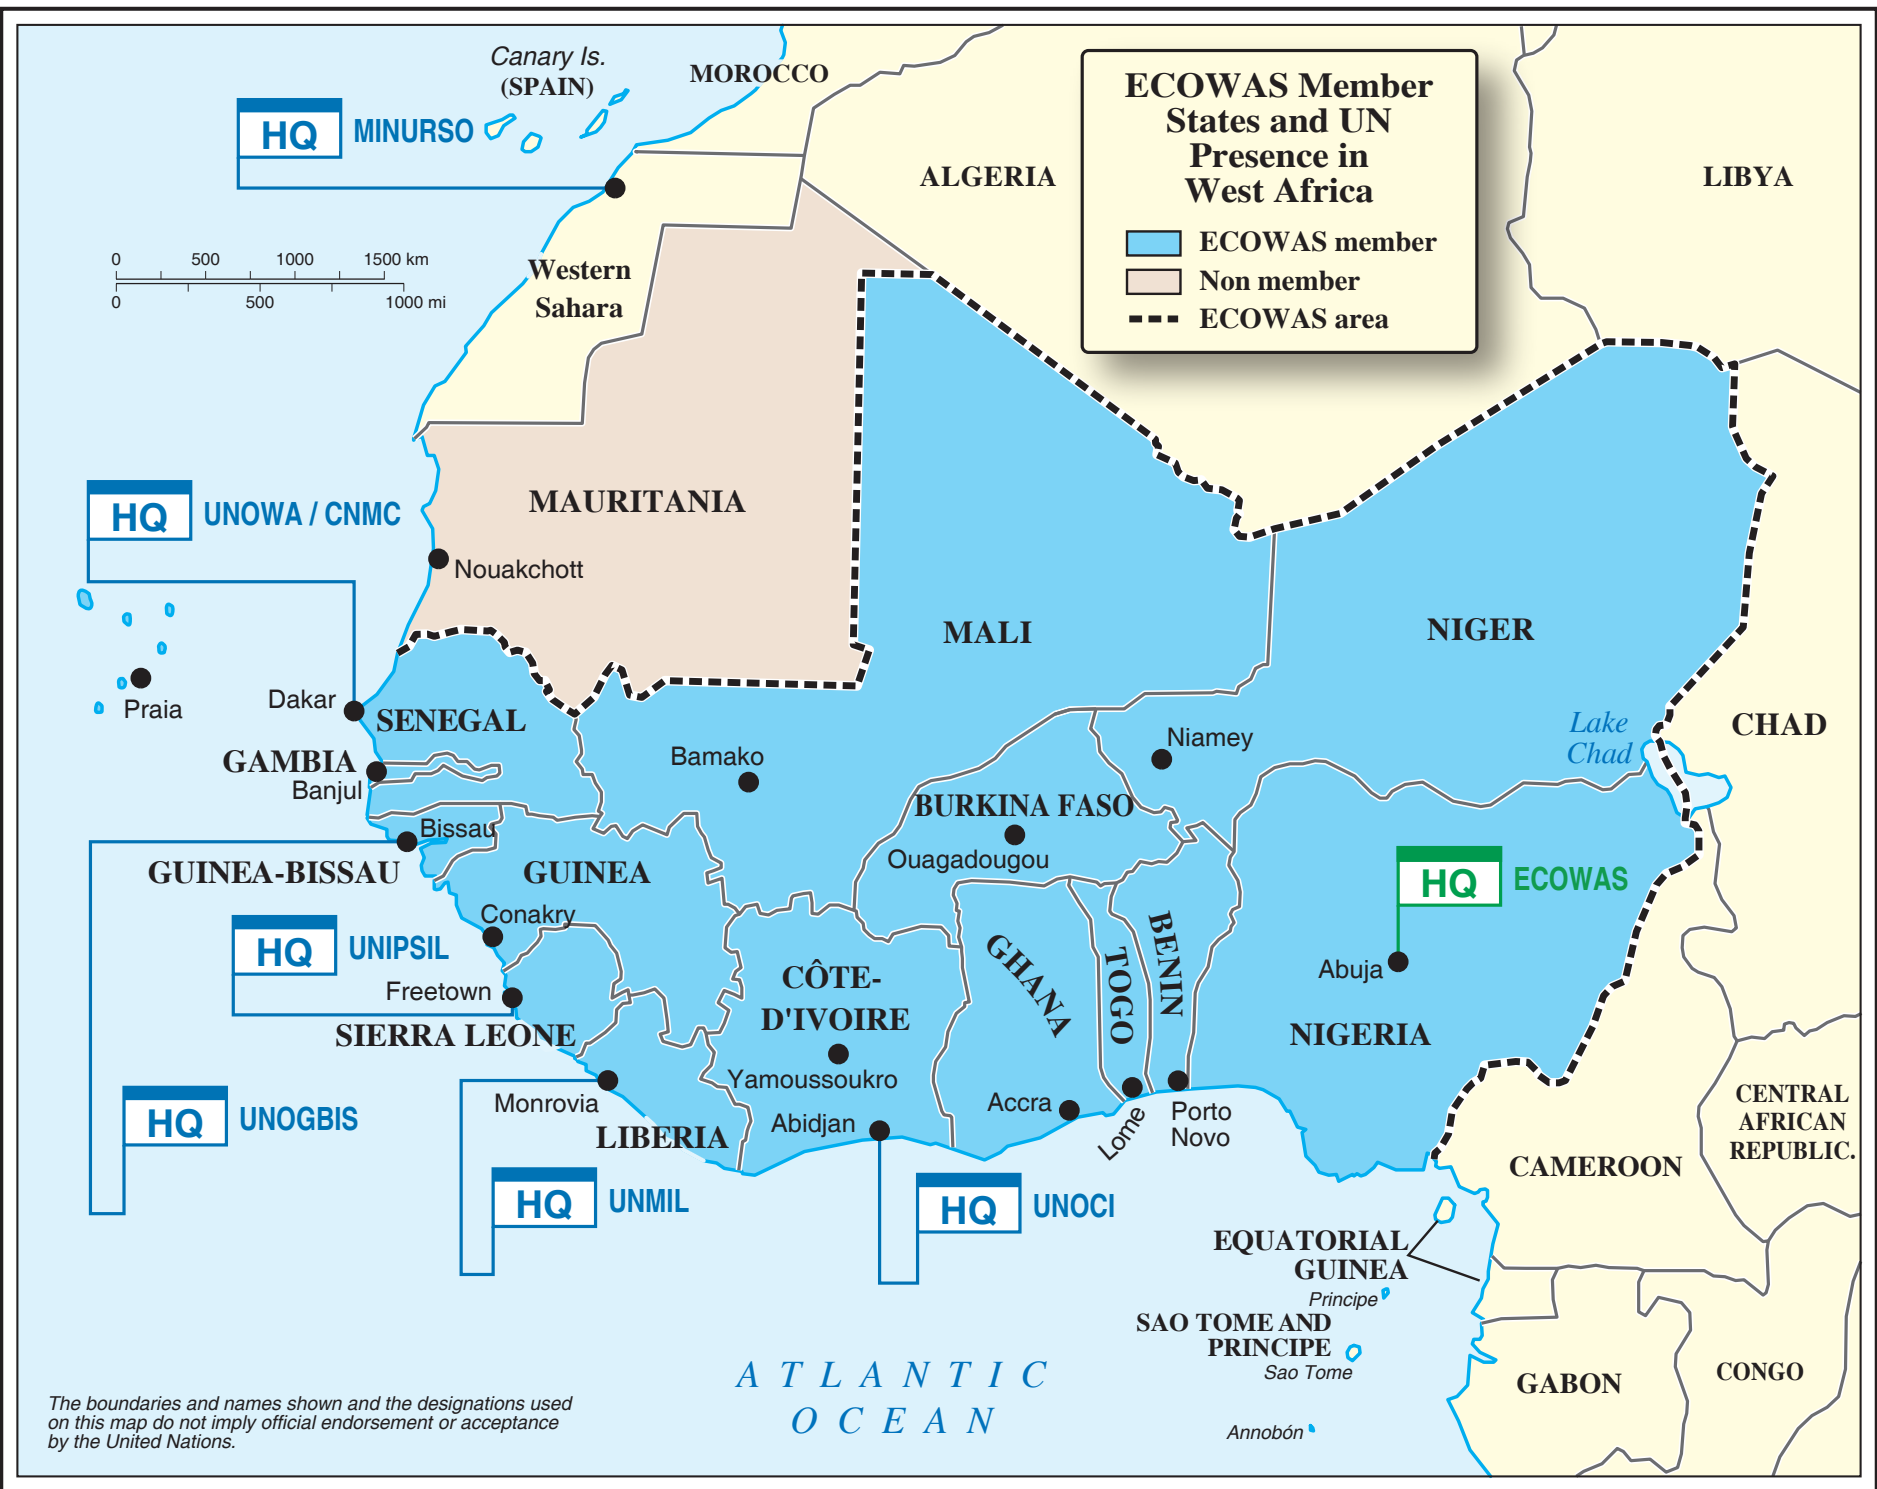 Canary Is.
(SPAIN)
MOROCCO
ECOWAS Member
States and UN
Presence in
West Africa
ECOWAS member
Non member
ECOWAS area
HQ
MINURSO
ALGERIA
LIBYA
0 500 1000 1500 km
0 500 1000 mi
Western
Sahara
HQ
UNOWA / CNMC
MAURITANIA
Nouakchott
MALI
NIGER
Praia
Dakar
SENEGAL
GAMBIA
Banjul
Bamako
Niamey
Lake
Chad
CHAD
BURKINA FASO
Ouagadougou
Bissau
GUINEA-BISSAU
GUINEA
HQ
ECOWAS
Conakry
HQ
UNIPSIL
Freetown
SIERRA LEONE
CÔTE-
D'IVOIRE
Yamoussoukro
Abidjan
GHANA
TOGO
BENIN
Abuja
NIGERIA
Accra
Lome
Porto
Novo
HQ
UNOGBIS
Monrovia
LIBERIA
HQ
UNMIL
HQ
UNOCI
CENTRAL
AFRICAN
REPUBLIC.
CAMEROON
EQUATORIAL
GUINEA
Principe
SAO TOME AND
PRINCIPE
Sao Tome
GABON
CONGO
Annobón
ATLANTIC
OCEAN
The boundaries and names shown and the designations used
on this map do not imply official endorsement or acceptance
by the United Nations.